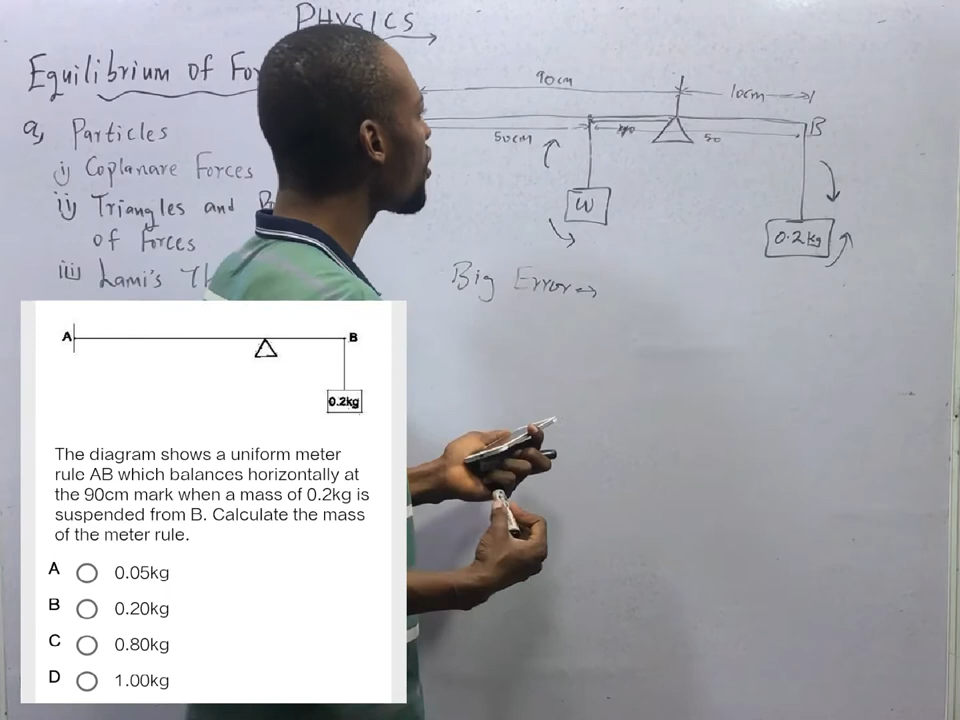 PHYSICS
Equilibrium of
a, Particles
i) Coplanare Forces
ii) Triangles and
of Forces
iii) Lami's
90cm
10cm
50cm
50
B
W
0.2kg
Big Error
A
B
0.2kg
The diagram shows a uniform meter
rule AB which balances horizontally at
the 90cm mark when a mass of 0.2kg is
suspended from B. Calculate the mass
of the meter rule.
A 0.05kg
B 0.20kg
C 0.80kg
D 1.00kg